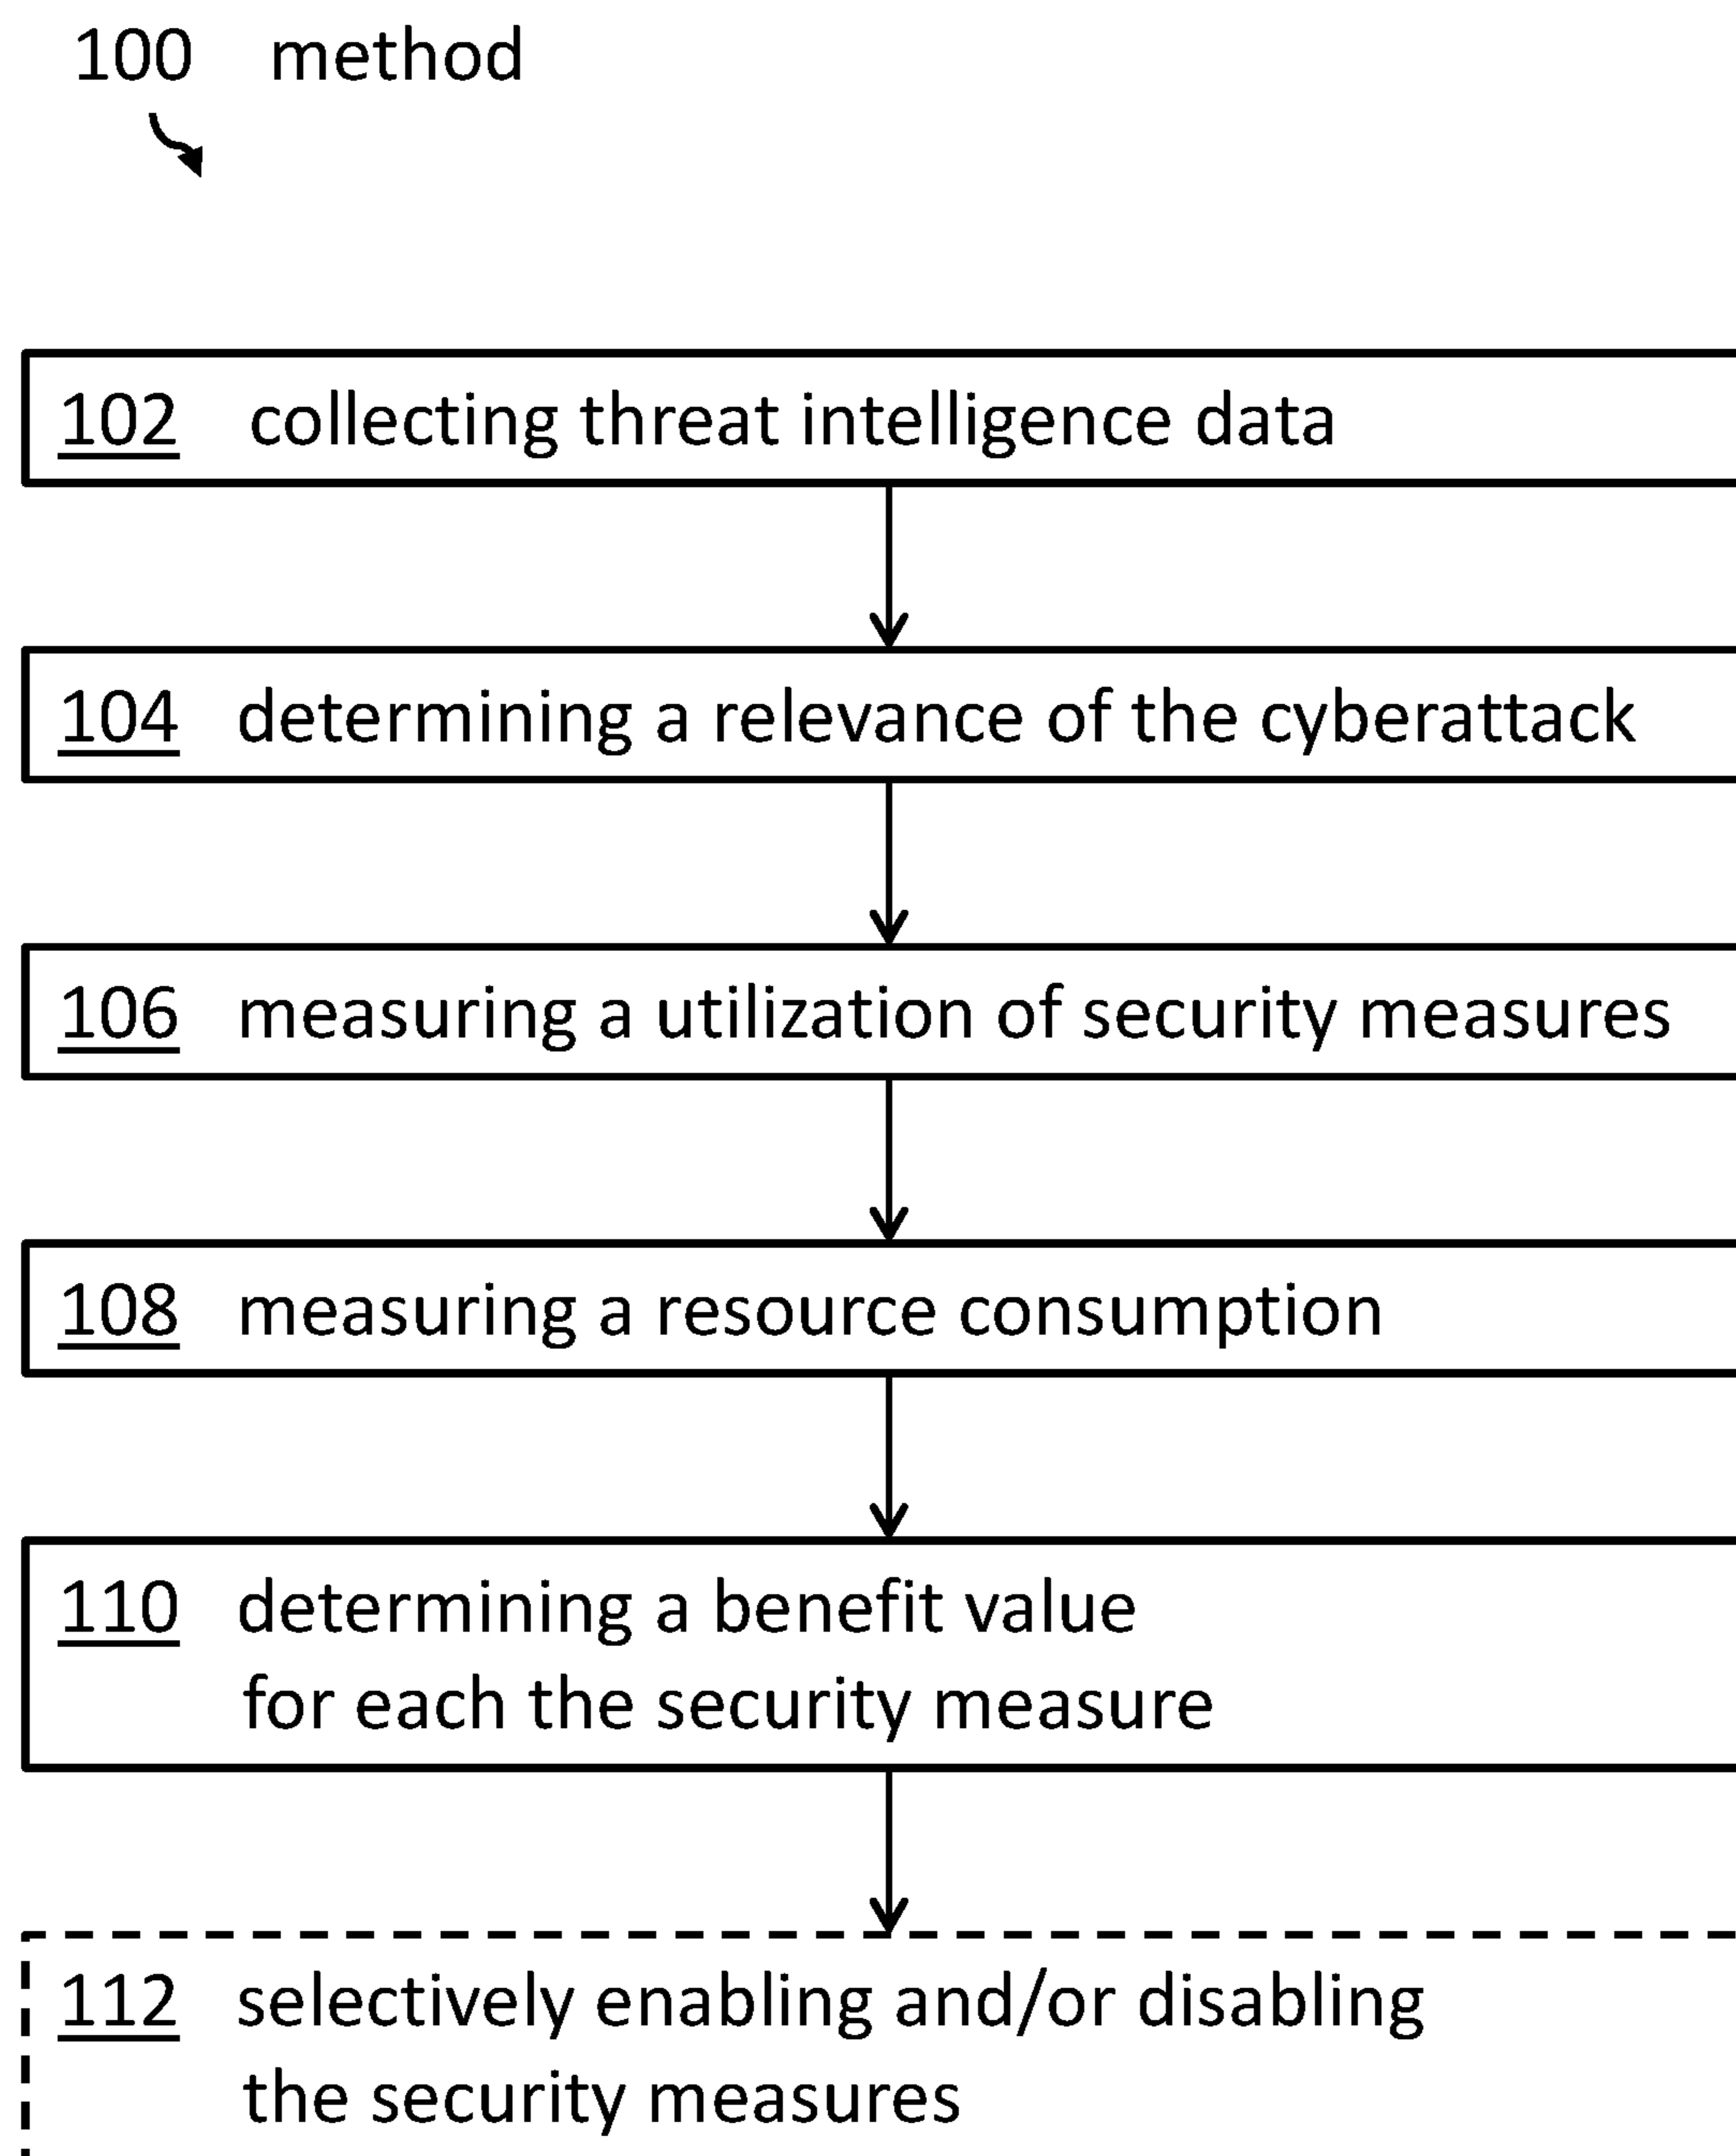 100 method
102 collecting threat intelligence data
104 determining a relevance of the cyberattack
106 measuring a utilization of security measures
108 measuring a resource consumption
110 determining a benefit value
for each the security measure
112 selectively enabling and/or disabling
the security measures